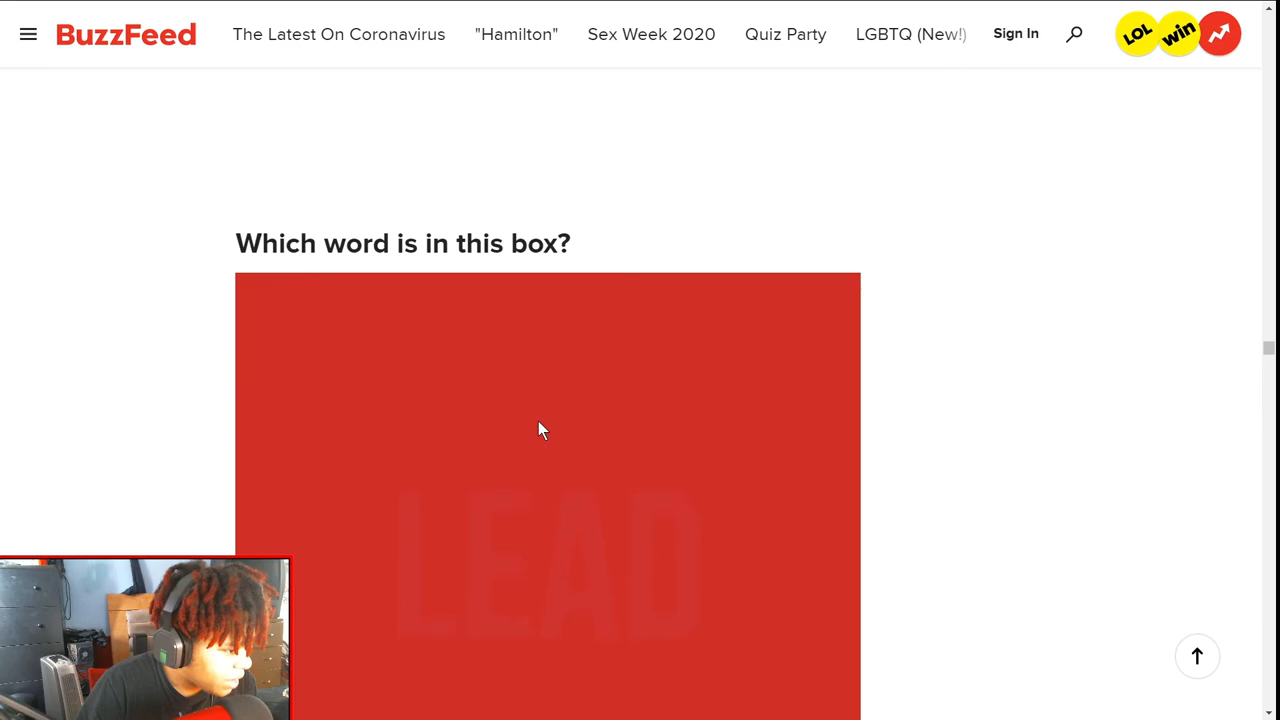 BuzzFeed The Latest On Coronavirus "Hamilton" Sex Week 2020 Quiz Party LGBTQ (New!) Sign In LOL win
Which word is in this box?
LEAD